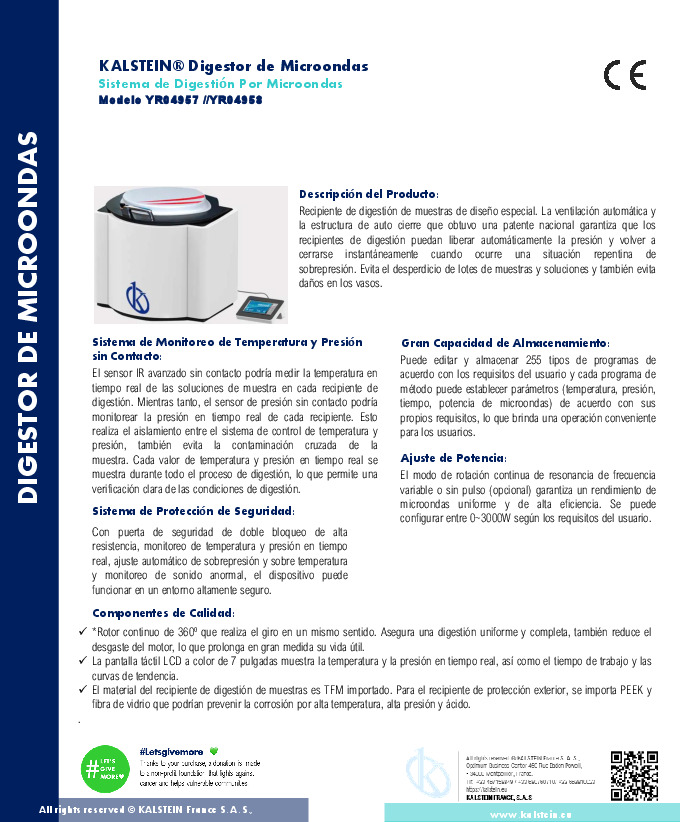 KALSTEIN® Digestor de Microondas
Sistema de Digestión Por Microondas
Modelo YR04957 //YR04958
CE
DIGESTOR DE MICROONDAS
Descripción del Producto:
Recipiente de digestión de muestras de diseño especial. La ventilación automática y
la estructura de auto cierre que obtuvo una patente nacional garantiza que los
recipientes de digestión puedan liberar automáticamente la presión y volver a
cerrarse instantáneamente cuando ocurre una situación repentina de
sobrepresión. Evita el desperdicio de lotes de muestras y soluciones y también evita
daños en los vasos.
Sistema de Monitoreo de Temperatura y Presión
sin Contacto:
El sensor IR avanzado sin contacto podría medir la temperatura en
tiempo real de las soluciones de muestra en cada recipiente de
digestión. Mientras tanto, el sensor de presión sin contacto podría
monitorear la presión en tiempo real de cada recipiente. Esto
realiza el aislamiento entre el sistema de control de temperatura y
presión, también evita la contaminación cruzada de la
muestra. Cada valor de temperatura y presión en tiempo real se
muestra durante todo el proceso de digestión, lo que permite una
verificación clara de las condiciones de digestión.
Sistema de Protección de Seguridad:
Con puerta de seguridad de doble bloqueo de alta
resistencia, monitoreo de temperatura y presión en tiempo
real, ajuste automático de sobrepresión y sobre temperatura
y monitoreo de sonido anormal, el dispositivo puede
funcionar en un entorno altamente seguro.
Gran Capacidad de Almacenamiento:
Puede editar y almacenar 255 tipos de programas de
acuerdo con los requisitos del usuario y cada programa de
método puede establecer parámetros (temperatura, presión,
tiempo, potencia de microondas) de acuerdo con sus
propios requisitos, lo que brinda una operación conveniente
para los usuarios.
Ajuste de Potencia:
El modo de rotación continua de resonancia de frecuencia
variable o sin pulso (opcional) garantiza un rendimiento de
microondas uniforme y de alta eficiencia. Se puede
configurar entre 0~3000W según los requisitos del usuario.
Componentes de Calidad:
✓ *Rotor continuo de 360º que realiza el giro en un mismo sentido. Asegura una digestión uniforme y completa, también reduce el
desgaste del motor, lo que prolonga en gran medida su vida útil.
✓ La pantalla táctil LCD a color de 7 pulgadas muestra la temperatura y la presión en tiempo real, así como el tiempo de trabajo y las
curvas de tendencia.
✓ El material del recipiente de digestión de muestras es TFM importado. Para el recipiente de protección exterior, se importa PEEK y
fibra de vidrio que podrían prevenir la corrosión por alta temperatura, alta presión y ácido.
.
# LET'S
GIVE
MORE
#Letsgivemore
Thanks to your purchase, a donation is made
to a non-profit foundation that fights against
cancer and helps vulnerable communities
All rights reserved © KALSTEIN France S. A. S.,
https://kalstein.eu
KALSTEIN FRANCE, S.A.S
All rights reserved © KALSTEIN France S. A. S.,
www.kalstein.eu